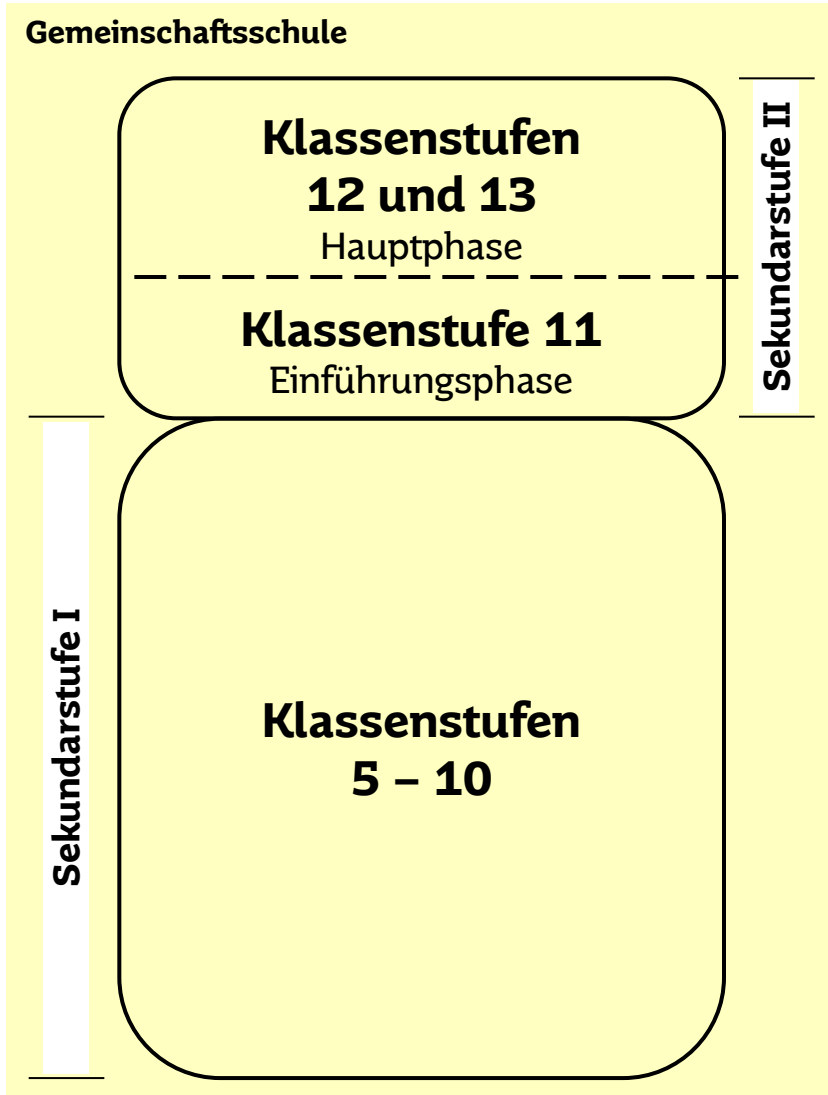 Gemeinschaftsschule
Klassenstufen
12 und 13
Hauptphase
Klassenstufe 11
Einführungsphase
Sekundarstufe II
Klassenstufen
5 – 10
Sekundarstufe I